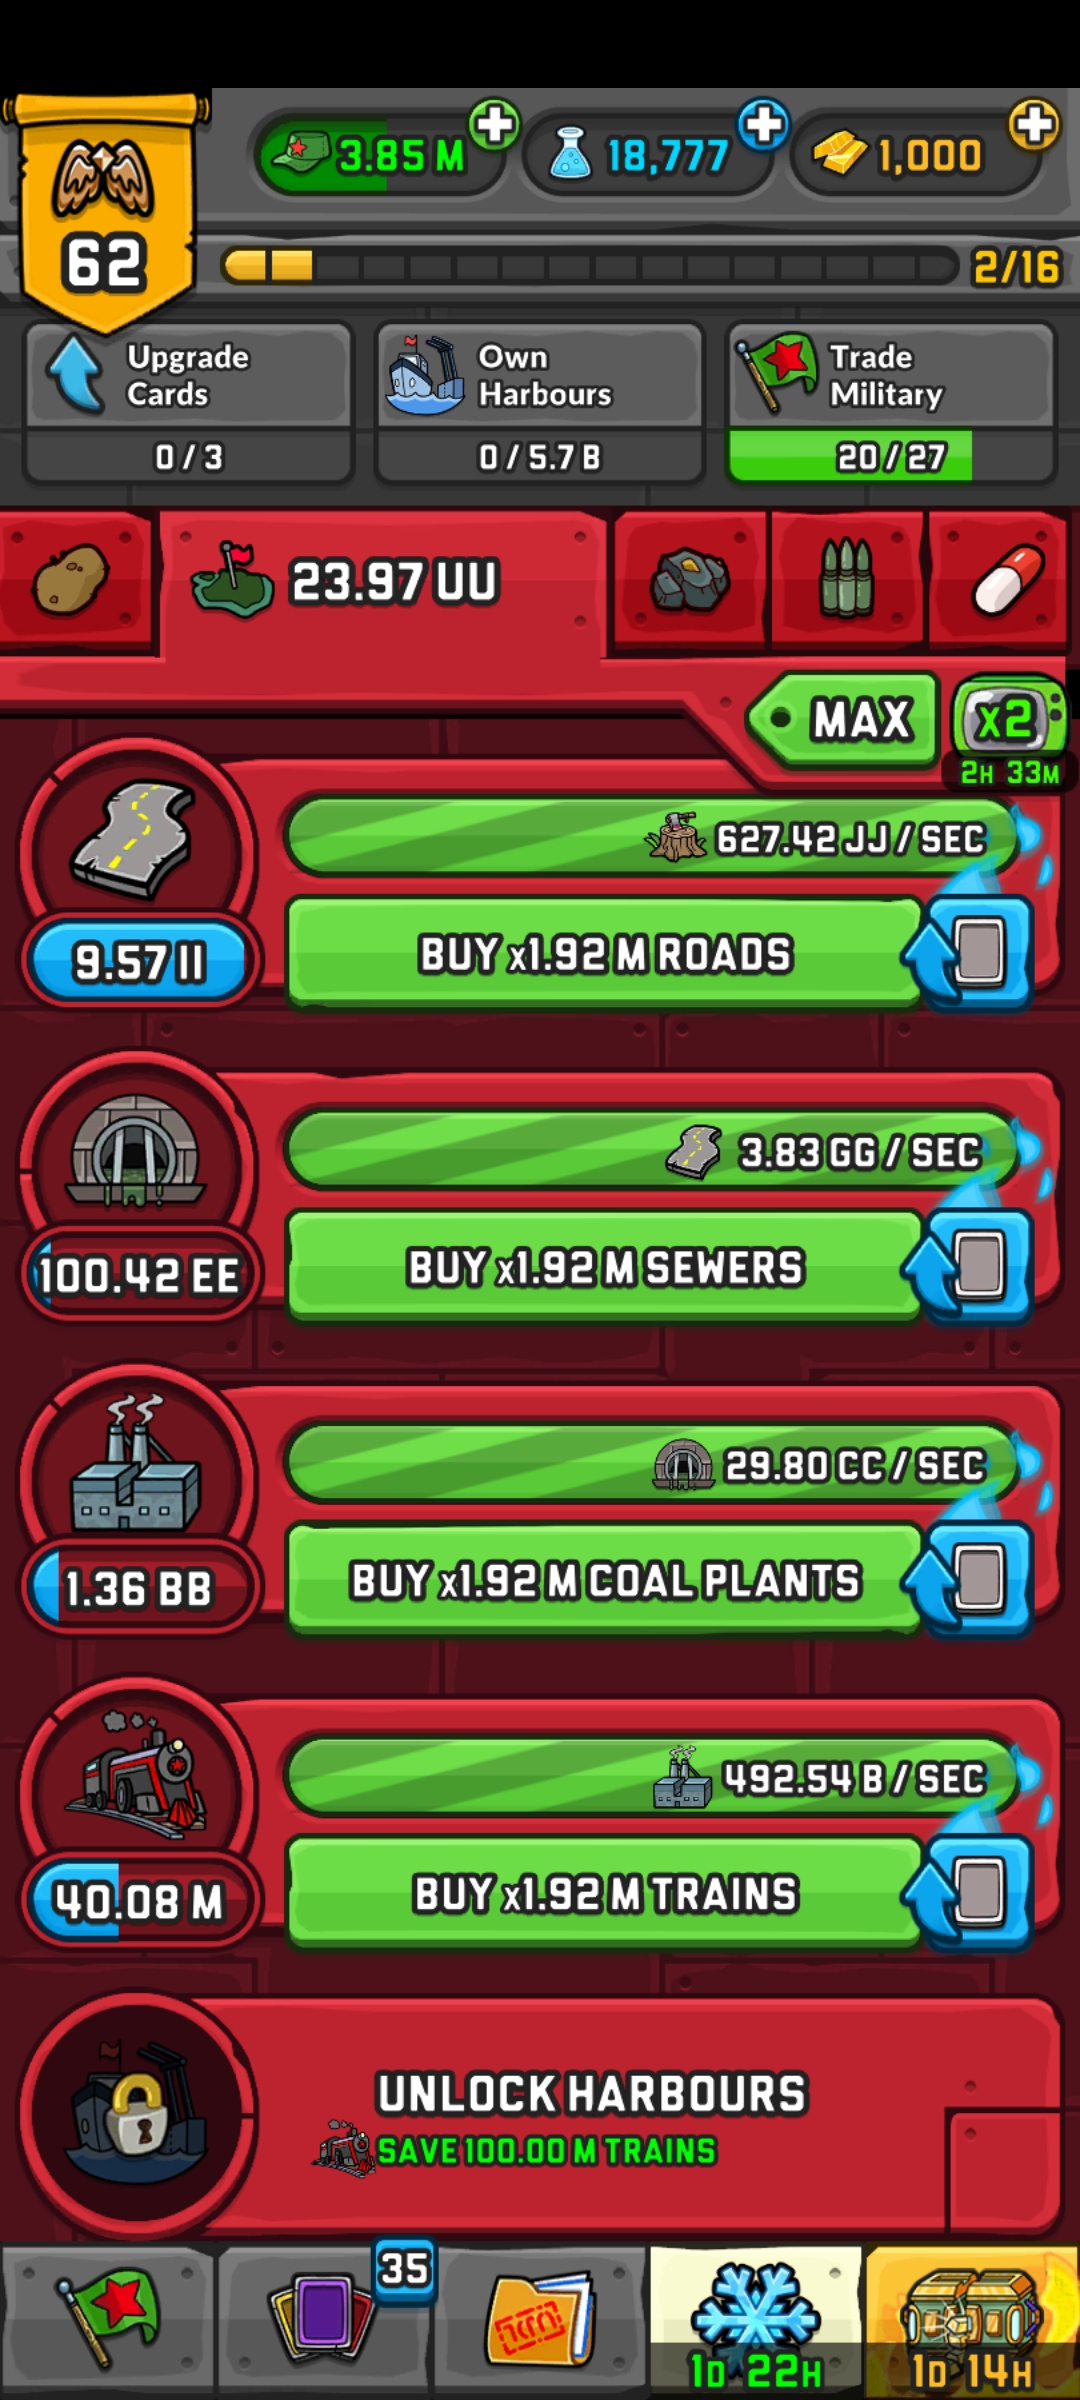 62
3.85 M
18,777
1,000
2/16
Upgrade
Cards
0 / 3
Own
Harbours
0 / 5.7 B
Trade
Military
20 / 27
23.97 UU
MAX
x2
2H 33M
627.42 JJ / SEC
BUY x1.92 M ROADS
9.57 II
3.83 GG / SEC
BUY x1.92 M SEWERS
100.42 EE
29.80 CC / SEC
BUY x1.92 M COAL PLANTS
1.36 BB
492.54 B / SEC
BUY x1.92 M TRAINS
40.08 M
UNLOCK HARBOURS
SAVE 100.00 M TRAINS
35
1D 22H
1D 14H